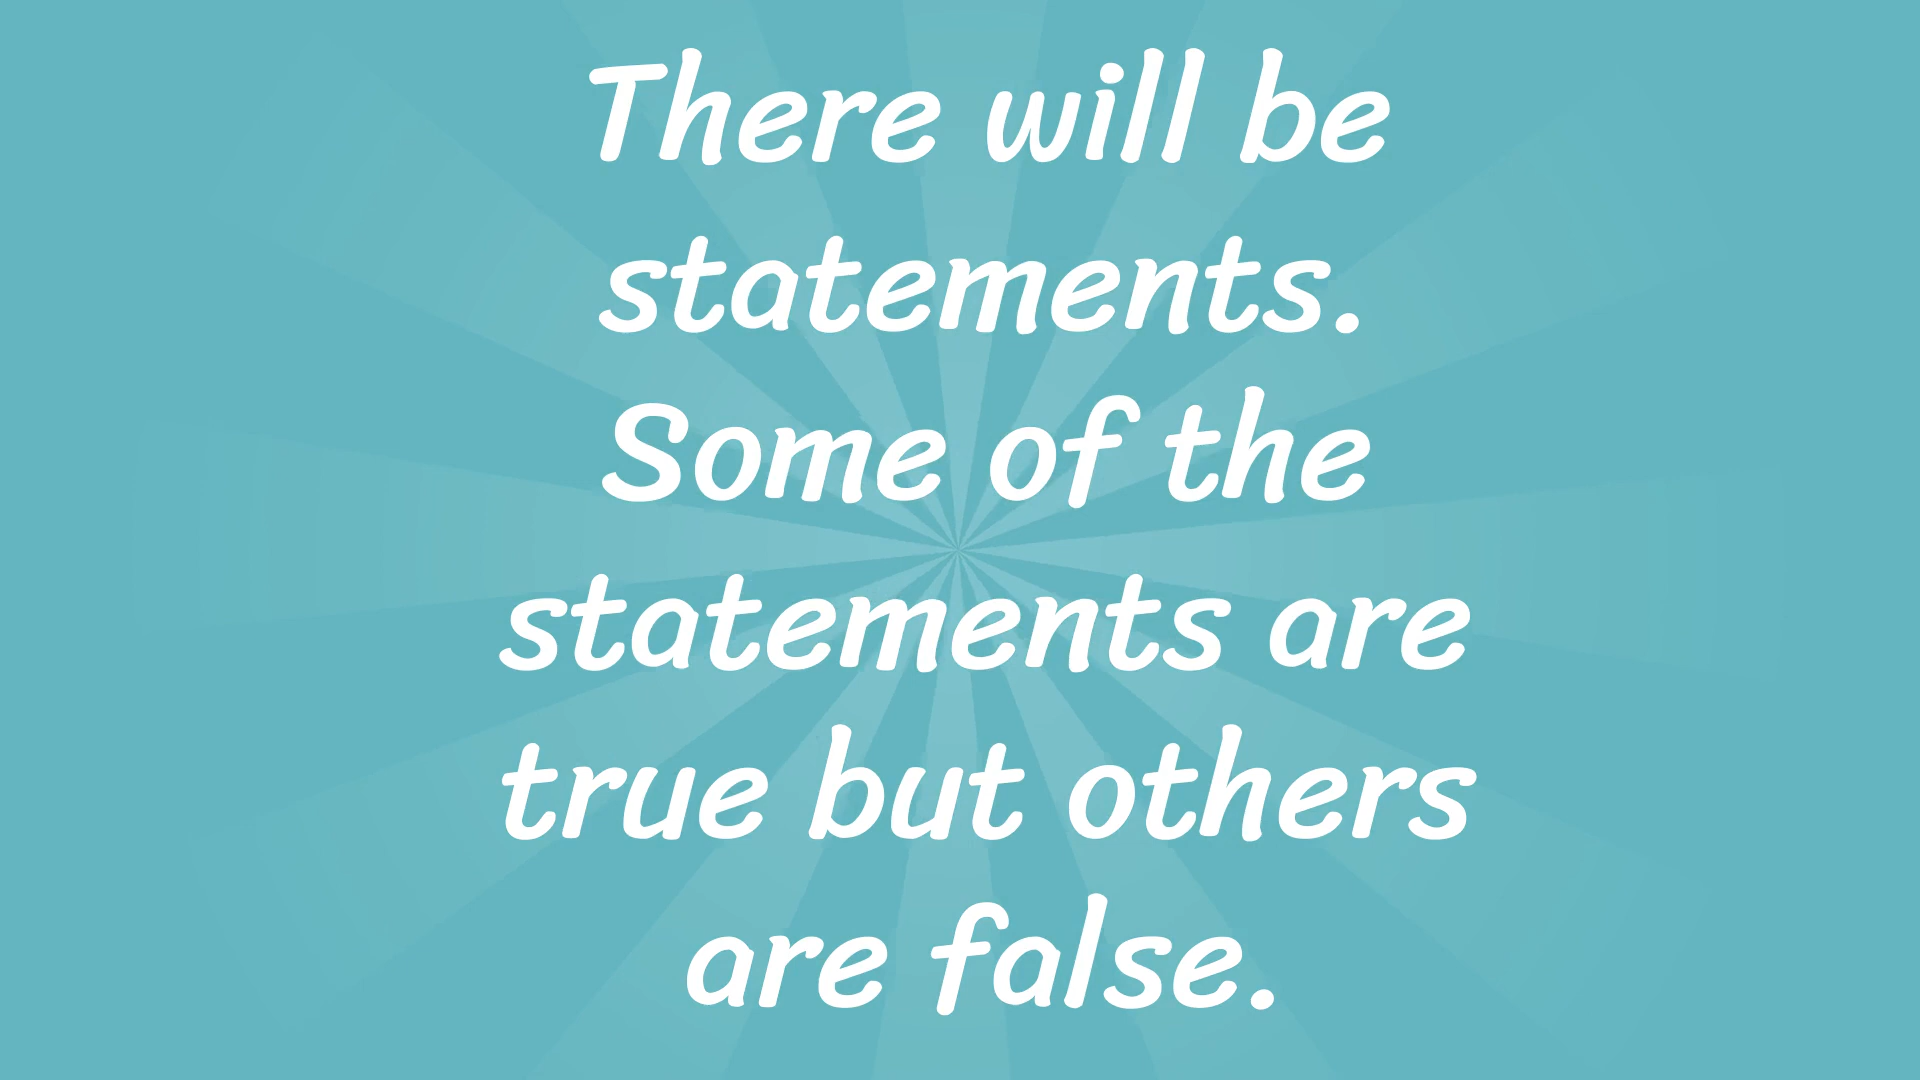 There will be
statements.
Some of the
statements are
true but others
are false.